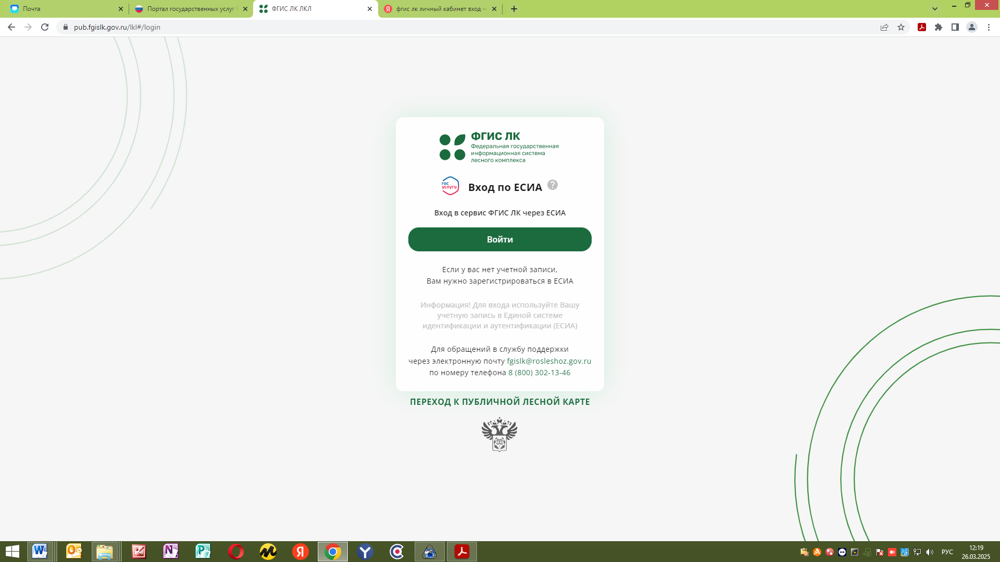 Почта
Портал государственных услуг Р
ФГИС ЛК ЛКЛ
фгис лк личный кабинет вход —
pub.fgislk.gov.ru/lkl#/login
ФГИС ЛК
Федеральная государственная
информационная система
лесного комплекса
гос
услуги
Вход по ЕСИА
?
Вход в сервис ФГИС ЛК через ЕСИА
Войти
Если у вас нет учетной записи,
Вам нужно зарегистрироваться в ЕСИА
Информация! Для входа используйте Вашу
учетную запись в Единой системе
идентификации и аутентификации (ЕСИА)
Для обращений в службу поддержки
через электронную почту fgislk@rosleshoz.gov.ru
по номеру телефона 8 (800) 302-13-46
ПЕРЕХОД К ПУБЛИЧНОЙ ЛЕСНОЙ КАРТЕ
РУС
12:19
26.03.2025